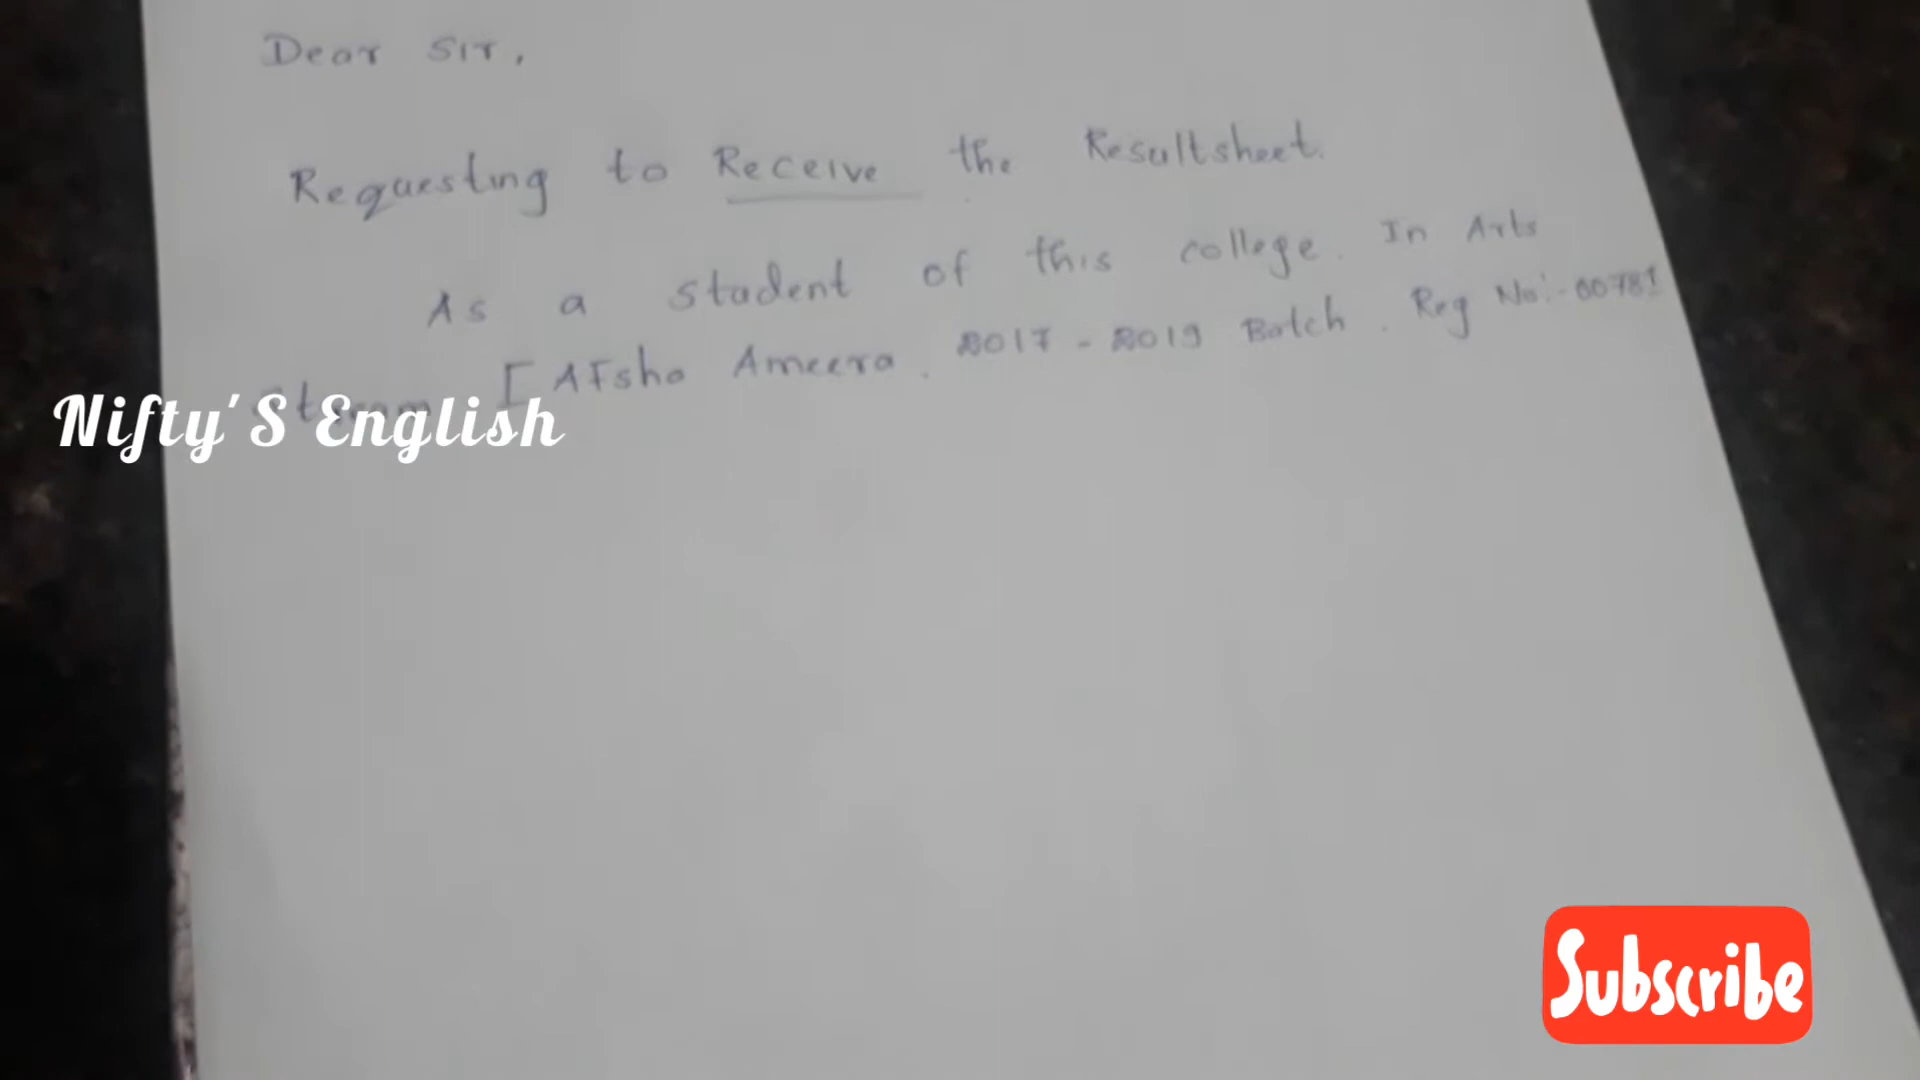 Dear Sir,
Requesting to Receive the Resultsheet.
As a student of this college. In Arts
[Afsha Ameera. 2017 - 2019 Batch. Reg No:- 00781
Nifty'S English
Subscribe